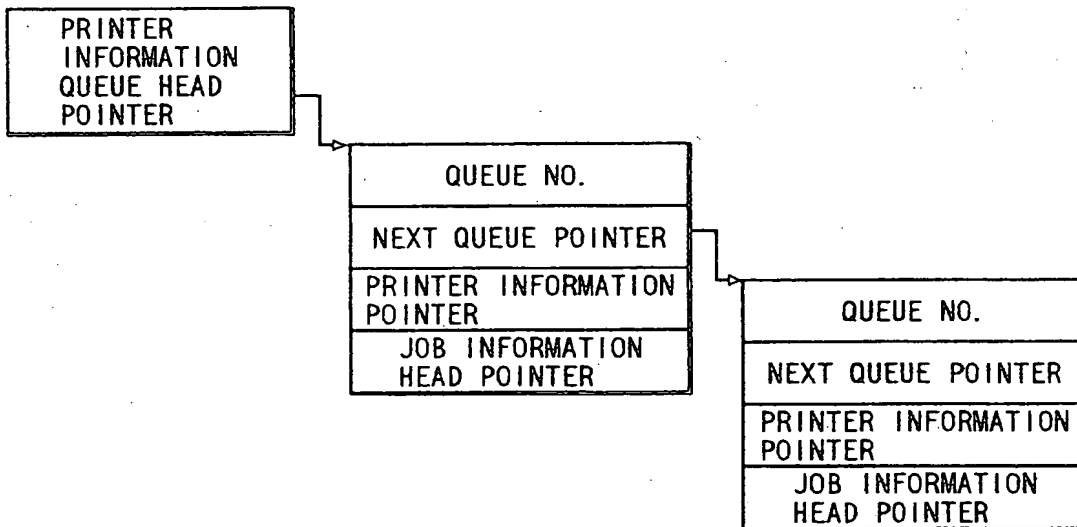 PRINTER
INFORMATION
QUEUE HEAD
POINTER
QUEUE NO.
NEXT QUEUE POINTER
PRINTER INFORMATION
POINTER
JOB INFORMATION
HEAD POINTER
QUEUE NO.
NEXT QUEUE POINTER
PRINTER INFORMATION
POINTER
JOB INFORMATION
HEAD POINTER